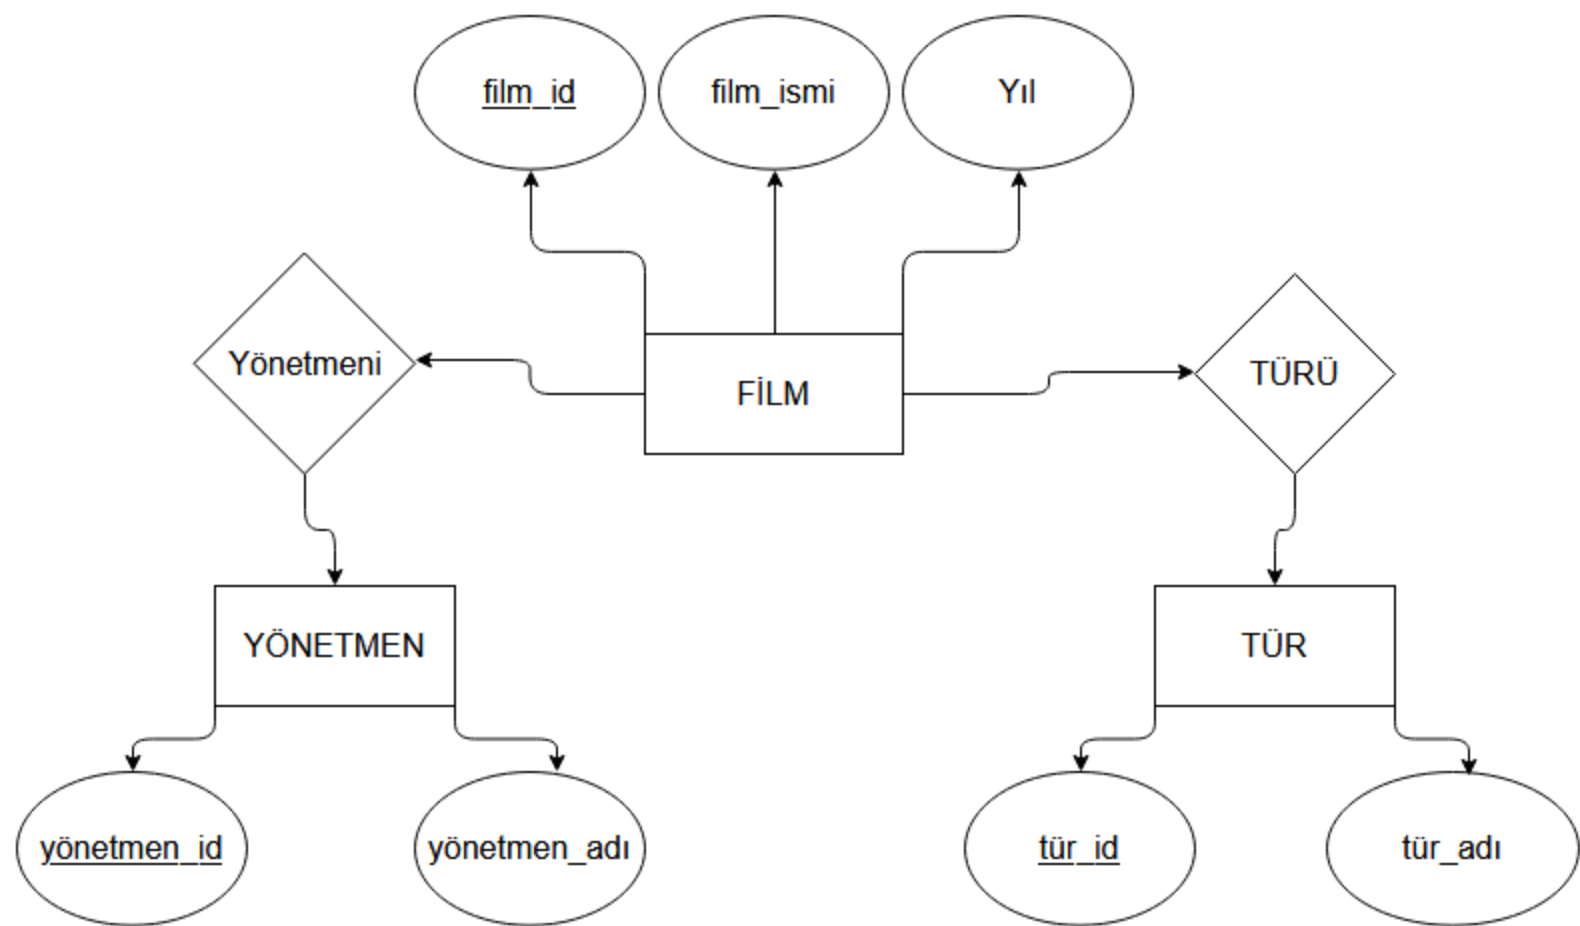 film_id
film_ismi
Yıl
Yönetmeni
FİLM
TÜRÜ
YÖNETMEN
TÜR
yönetmen_id
yönetmen_adı
tür_id
tür_adı